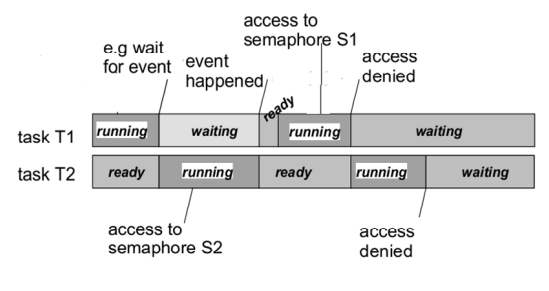 access to
semaphore S1
e.g wait
for event
event
happened
access
denied
ready
task T1
running
waiting
running
waiting
task T2
ready
running
ready
running
waiting
access to
semaphore S2
access
denied